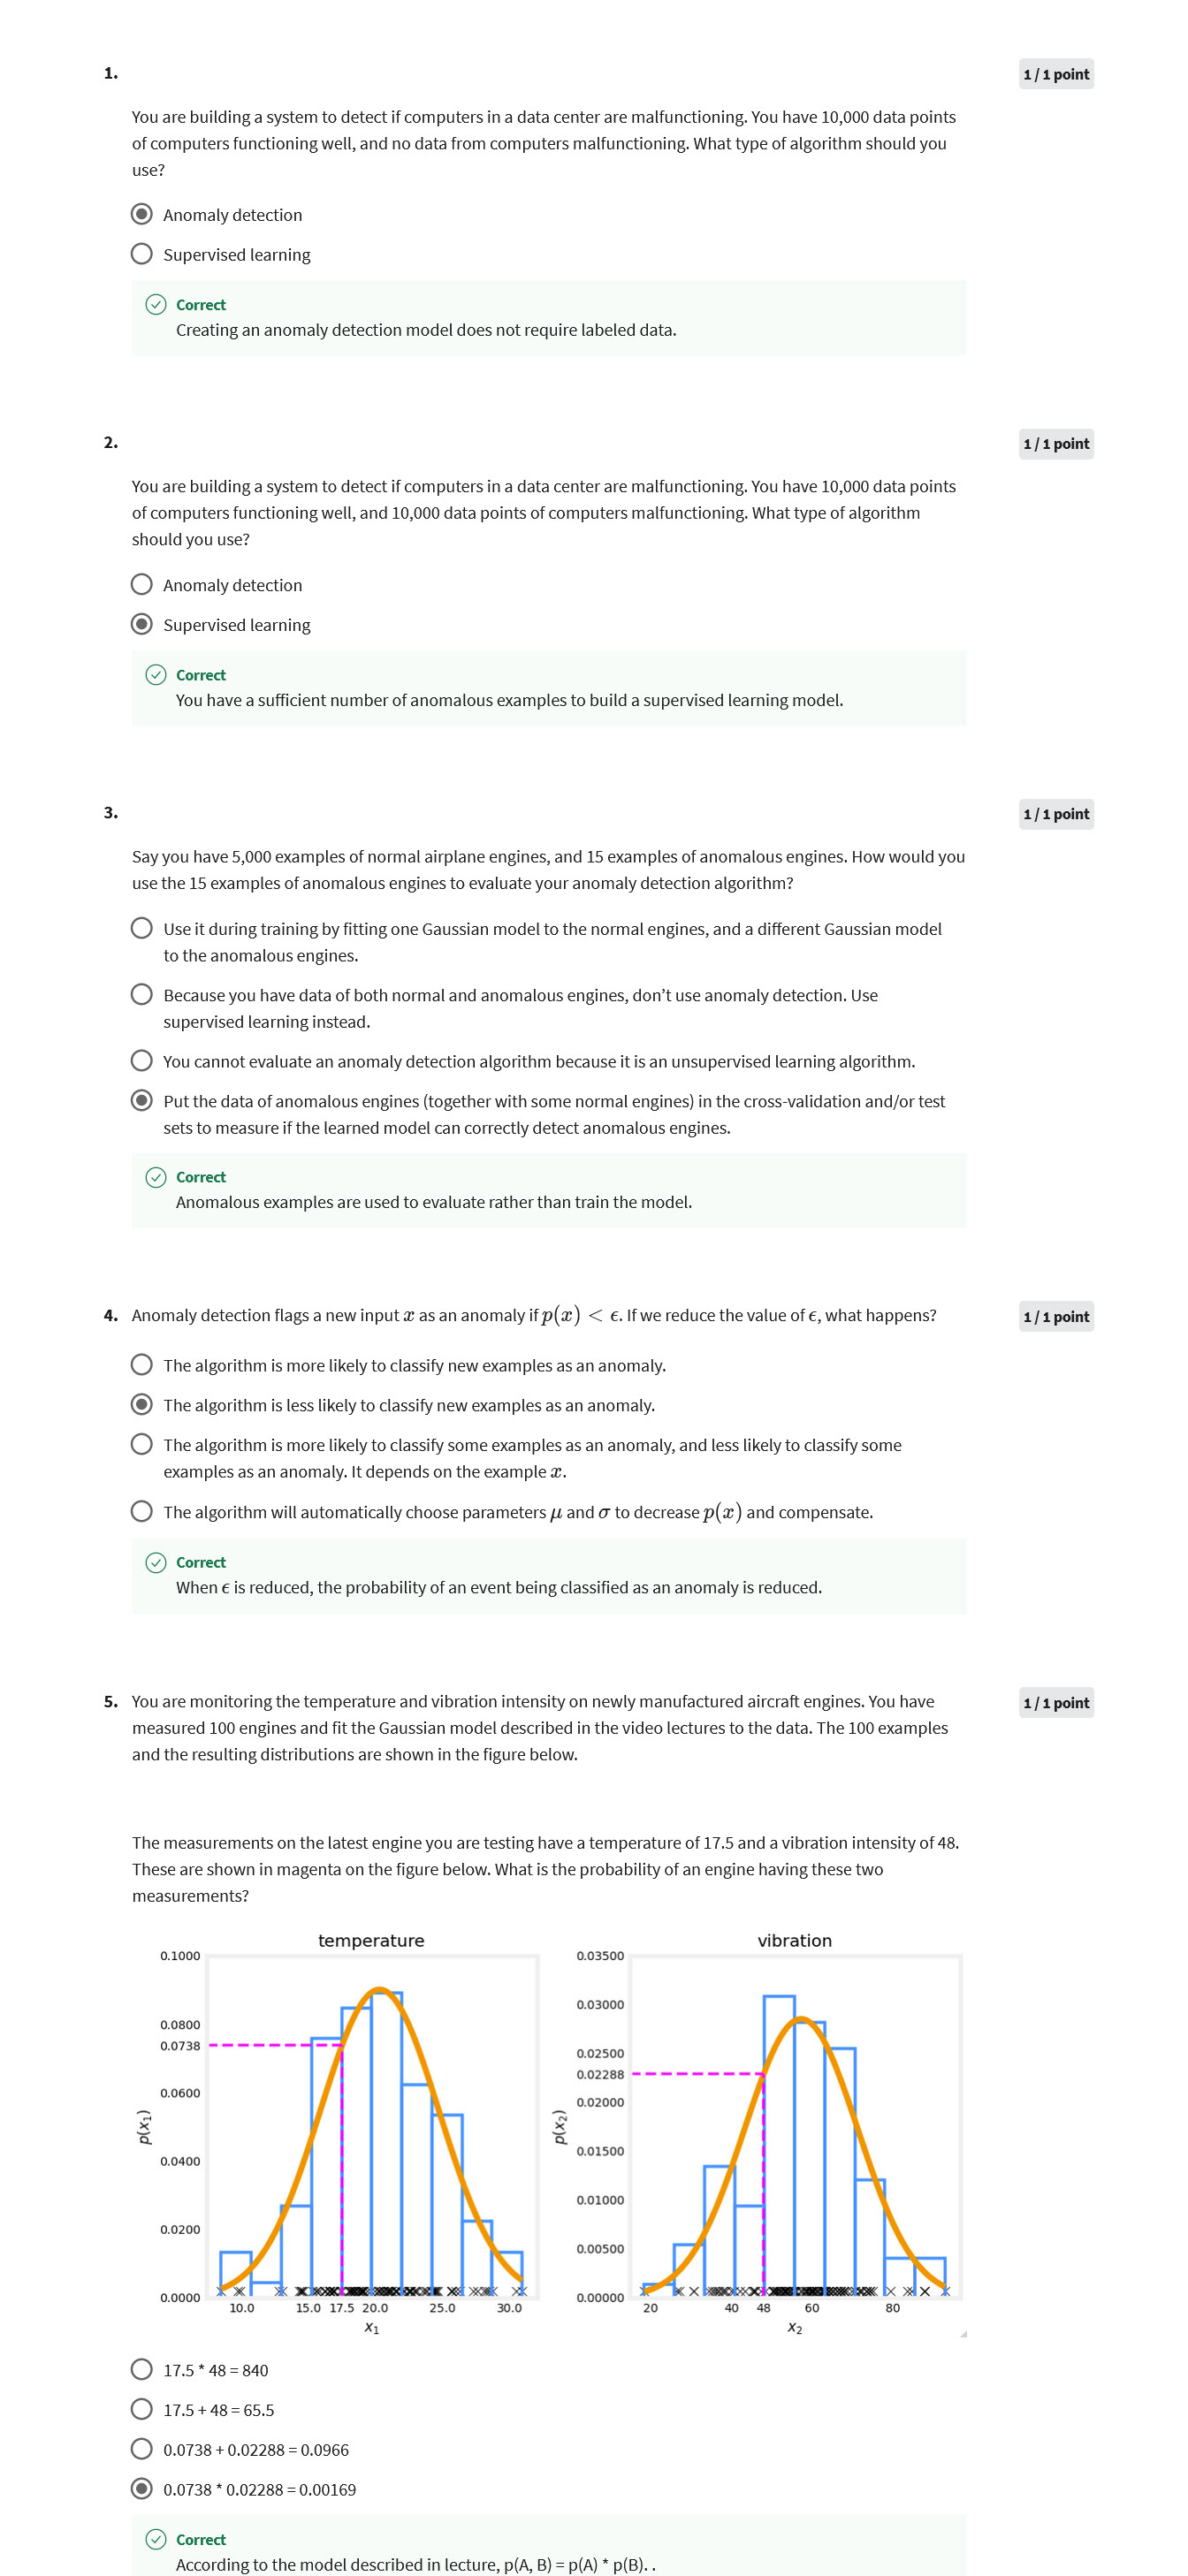 1.
1 / 1 point
You are building a system to detect if computers in a data center are malfunctioning. You have 10,000 data points
of computers functioning well, and no data from computers malfunctioning. What type of algorithm should you
use?
Anomaly detection
Supervised learning
Correct
Creating an anomaly detection model does not require labeled data.
2.
1 / 1 point
You are building a system to detect if computers in a data center are malfunctioning. You have 10,000 data points
of computers functioning well, and 10,000 data points of computers malfunctioning. What type of algorithm
should you use?
Anomaly detection
Supervised learning
Correct
You have a sufficient number of anomalous examples to build a supervised learning model.
3.
1 / 1 point
Say you have 5,000 examples of normal airplane engines, and 15 examples of anomalous engines. How would you
use the 15 examples of anomalous engines to evaluate your anomaly detection algorithm?
Use it during training by fitting one Gaussian model to the normal engines, and a different Gaussian model
to the anomalous engines.
Because you have data of both normal and anomalous engines, don’t use anomaly detection. Use
supervised learning instead.
You cannot evaluate an anomaly detection algorithm because it is an unsupervised learning algorithm.
Put the data of anomalous engines (together with some normal engines) in the cross-validation and/or test
sets to measure if the learned model can correctly detect anomalous engines.
Correct
Anomalous examples are used to evaluate rather than train the model.
4. Anomaly detection flags a new input x as an anomaly if p(x) < ϵ. If we reduce the value of ϵ, what happens?
1 / 1 point
The algorithm is more likely to classify new examples as an anomaly.
The algorithm is less likely to classify new examples as an anomaly.
The algorithm is more likely to classify some examples as an anomaly, and less likely to classify some
examples as an anomaly. It depends on the example x.
The algorithm will automatically choose parameters μ and σ to decrease p(x) and compensate.
Correct
When ϵ is reduced, the probability of an event being classified as an anomaly is reduced.
5. You are monitoring the temperature and vibration intensity on newly manufactured aircraft engines. You have
1 / 1 point
measured 100 engines and fit the Gaussian model described in the video lectures to the data. The 100 examples
and the resulting distributions are shown in the figure below.
The measurements on the latest engine you are testing have a temperature of 17.5 and a vibration intensity of 48.
These are shown in magenta on the figure below. What is the probability of an engine having these two
measurements?
temperature
0.1000
0.0800
0.0738
0.0600
0.0400
0.0200
0.0000
p(x₁)
10.0 15.0 17.5 20.0 25.0 30.0
x₁
vibration
0.03500
0.03000
0.02500
0.02288
0.02000
0.01500
0.01000
0.00500
0.00000
p(x₂)
20 40 48 60 80
x₂
17.5 * 48 = 840
17.5 + 48 = 65.5
0.0738 + 0.02288 = 0.0966
0.0738 * 0.02288 = 0.00169
Correct
According to the model described in lecture, p(A, B) = p(A) * p(B). .